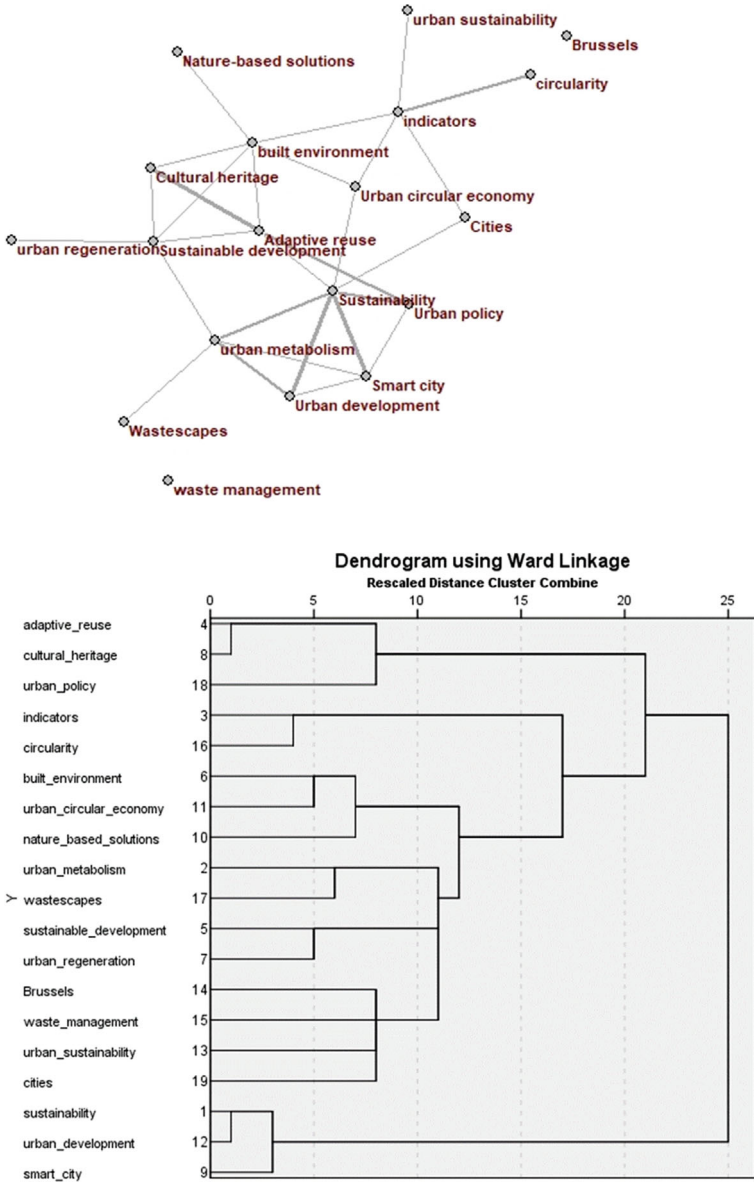 urban sustainability
Brussels
Nature-based solutions
circularity
indicators
built environment
Cultural heritage
Urban circular economy
Cities
Adaptive reuse
urban regeneration
Sustainable development
Sustainability
Urban policy
urban metabolism
Smart city
Urban development
Wastescapes
waste management
Dendrogram using Ward Linkage
Rescaled Distance Cluster Combine
0 5 10 15 20 25
adaptive_reuse 4
cultural_heritage 8
urban_policy 18
indicators 3
circularity 16
built_environment 6
urban_circular_economy 11
nature_based_solutions 10
urban_metabolism 2
Y wastescapes 17
sustainable_development 5
urban_regeneration 7
Brussels 14
waste_management 15
urban_sustainability 13
cities 19
sustainability 1
urban_development 12
smart_city 9